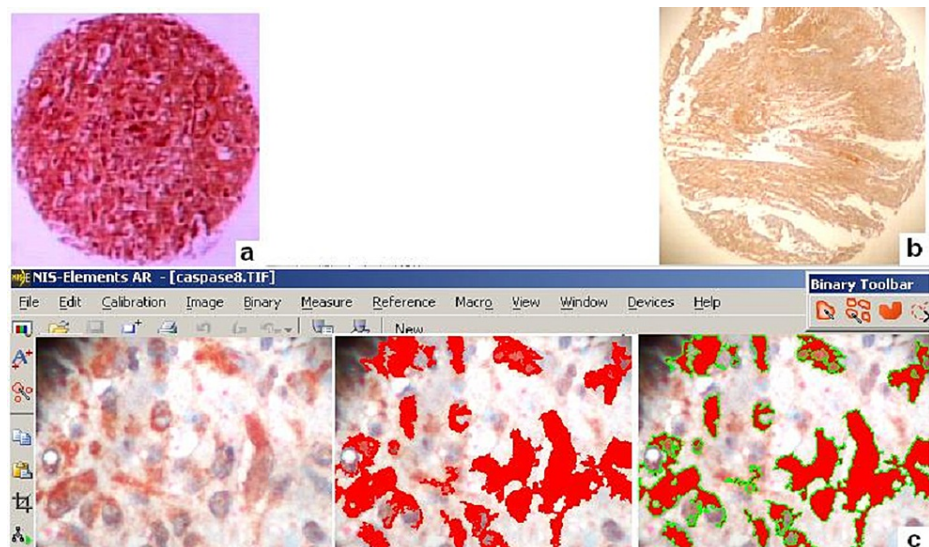 a
b
NIS-Elements AR - [caspase8.TIF]
File Edit Calibration Image Binary Measure Reference Macro View Window Devices Help
Binary Toolbar
New
c